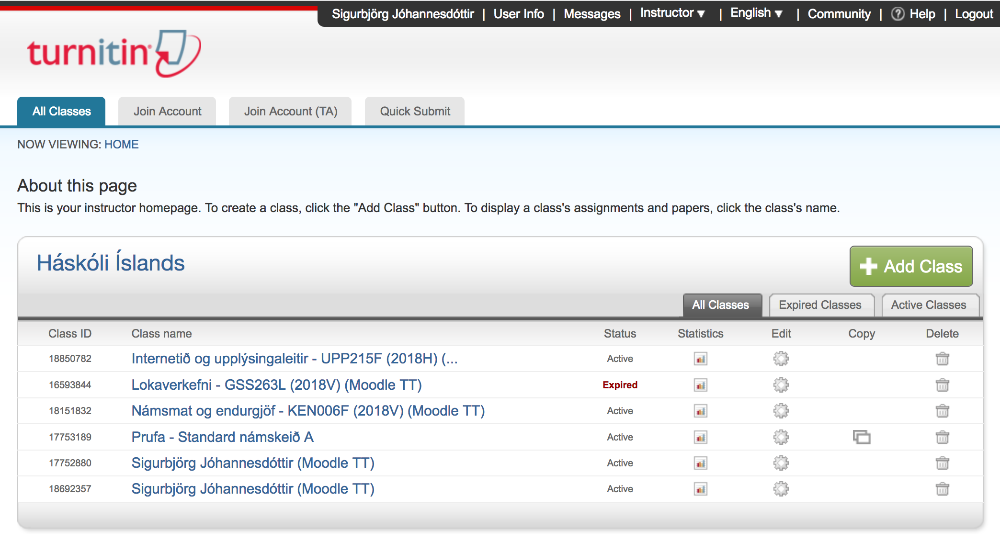 Sigurbjörg Jóhannesdóttir | User Info | Messages | Instructor ▼ | English ▼ | Community | ? Help | Logout
turnitin®
All Classes Join Account Join Account (TA) Quick Submit
NOW VIEWING: HOME
About this page
This is your instructor homepage. To create a class, click the "Add Class" button. To display a class's assignments and papers, click the class's name.
Háskóli Íslands Add Class
All Classes Expired Classes Active Classes
Class ID Class name Status Statistics Edit Copy Delete
18850782 Internetið og upplýsingaleitir - UPP215F (2018H) (... Active
16593844 Lokaverkefni - GSS263L (2018V) (Moodle TT) Expired
18151832 Námsmat og endurgjöf - KEN006F (2018V) (Moodle TT) Active
17753189 Prufa - Standard námskeið A Active
17752880 Sigurbjörg Jóhannesdóttir (Moodle TT) Active
18692357 Sigurbjörg Jóhannesdóttir (Moodle TT) Active